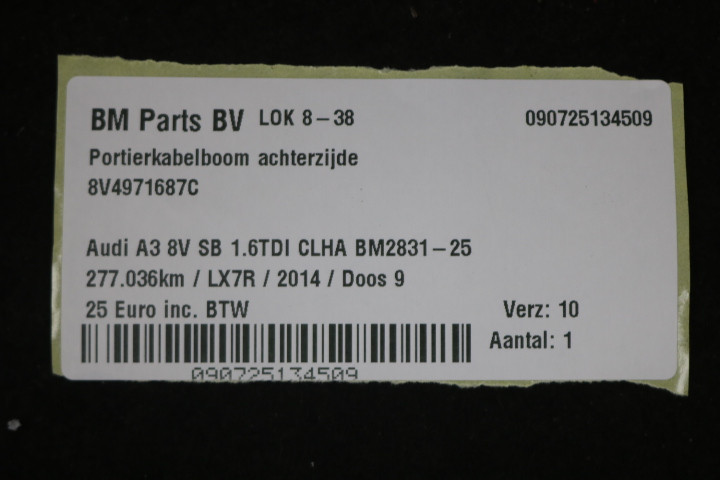 BM Parts BV LOK 8-38 090725134509
Portierkabelboom achterzijde
8V4971687C
Audi A3 8V SB 1.6TDI CLHA BM2831-25
277.036km / LX7R / 2014 / Doos 9
25 Euro inc. BTW Verz: 10
Aantal: 1
090725134509